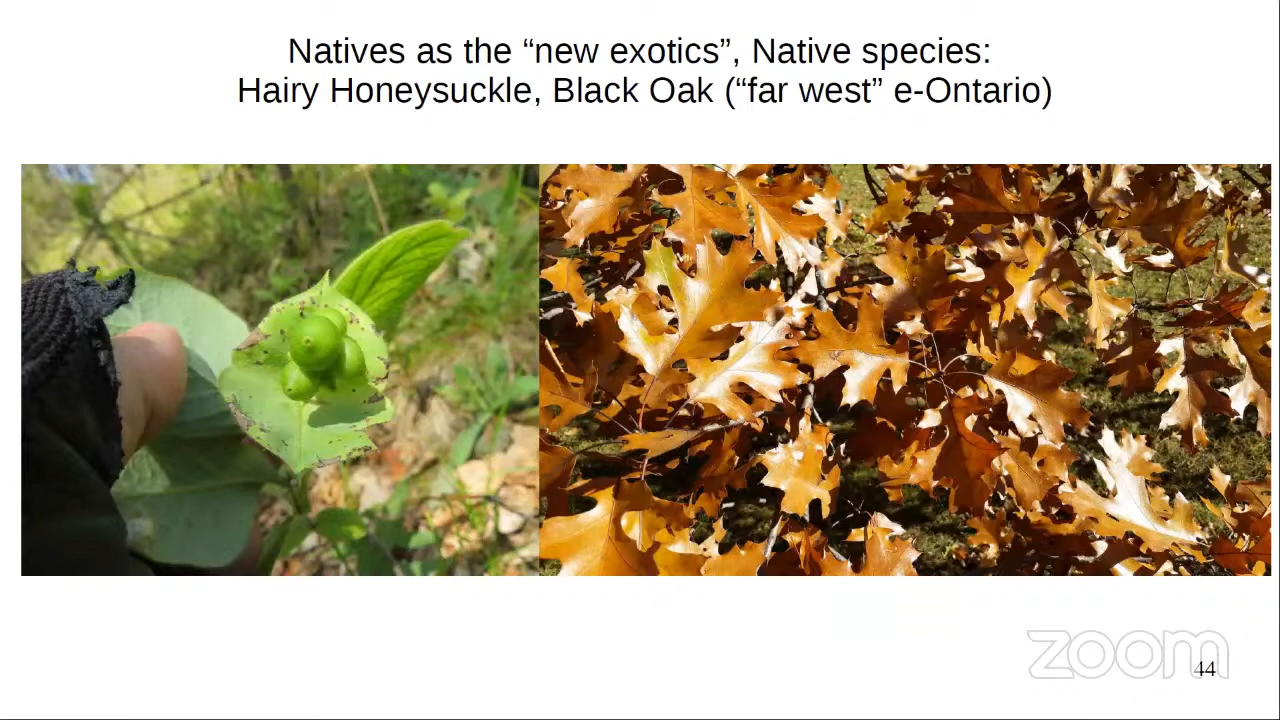 Natives as the “new exotics”, Native species:
Hairy Honeysuckle, Black Oak (“far west” e-Ontario)
zoom
44